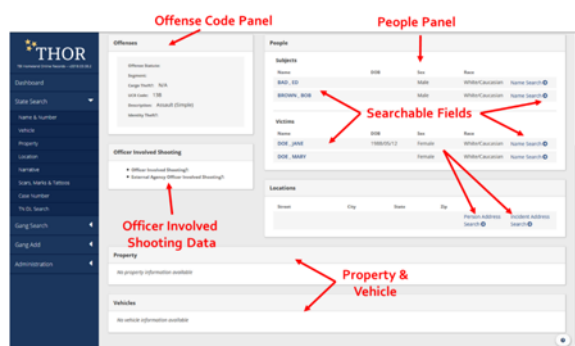 Offense Code Panel
People Panel
THOR
Dashboard
State Search
Name & Number
Vehicle
Property
Location
Narrative
Scars, Marks & Tattoos
Case Number
TN DL Search
Gang Search
Gang Add
Administration
Offenses
Offense Statute:
Segment:
Cargo Theft?: N/A
UCR Code: 13B
Description: Assault (Simple)
Identity Theft?:
Officer Involved Shooting
Officer Involved Shooting?:
External Agency Officer Involved Shooting?:
Officer Involved
Shooting Data
People
Subjects
Name DOB Sex Race
BAD , ED Male White/Caucasian Name Search
BROWN , BOB Male White/Caucasian Name Search
Searchable Fields
Victims
Name DOB Sex Race
DOE , JANE 1988/05/12 Female White/Caucasian Name Search
DOE , MARY Female White/Caucasian Name Search
Locations
Street City State Zip
Person Address Search
Incident Address Search
Property
No property information available
Property &
Vehicle
Vehicles
No vehicle information available